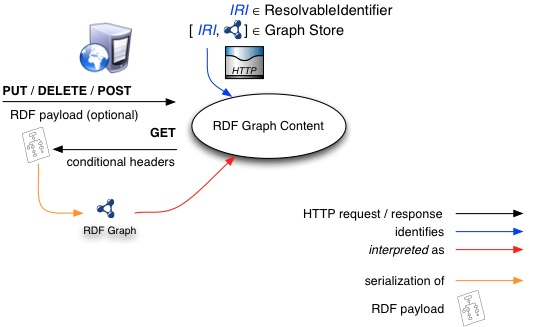 IRI ∈ ResolvableIdentifier
[ IRI, ] ∈ Graph Store
HTTP
PUT / DELETE / POST
RDF payload (optional)
GET
conditional headers
RDF Graph Content
RDF Graph
HTTP request / response
identifies
interpreted as
serialization of
RDF payload